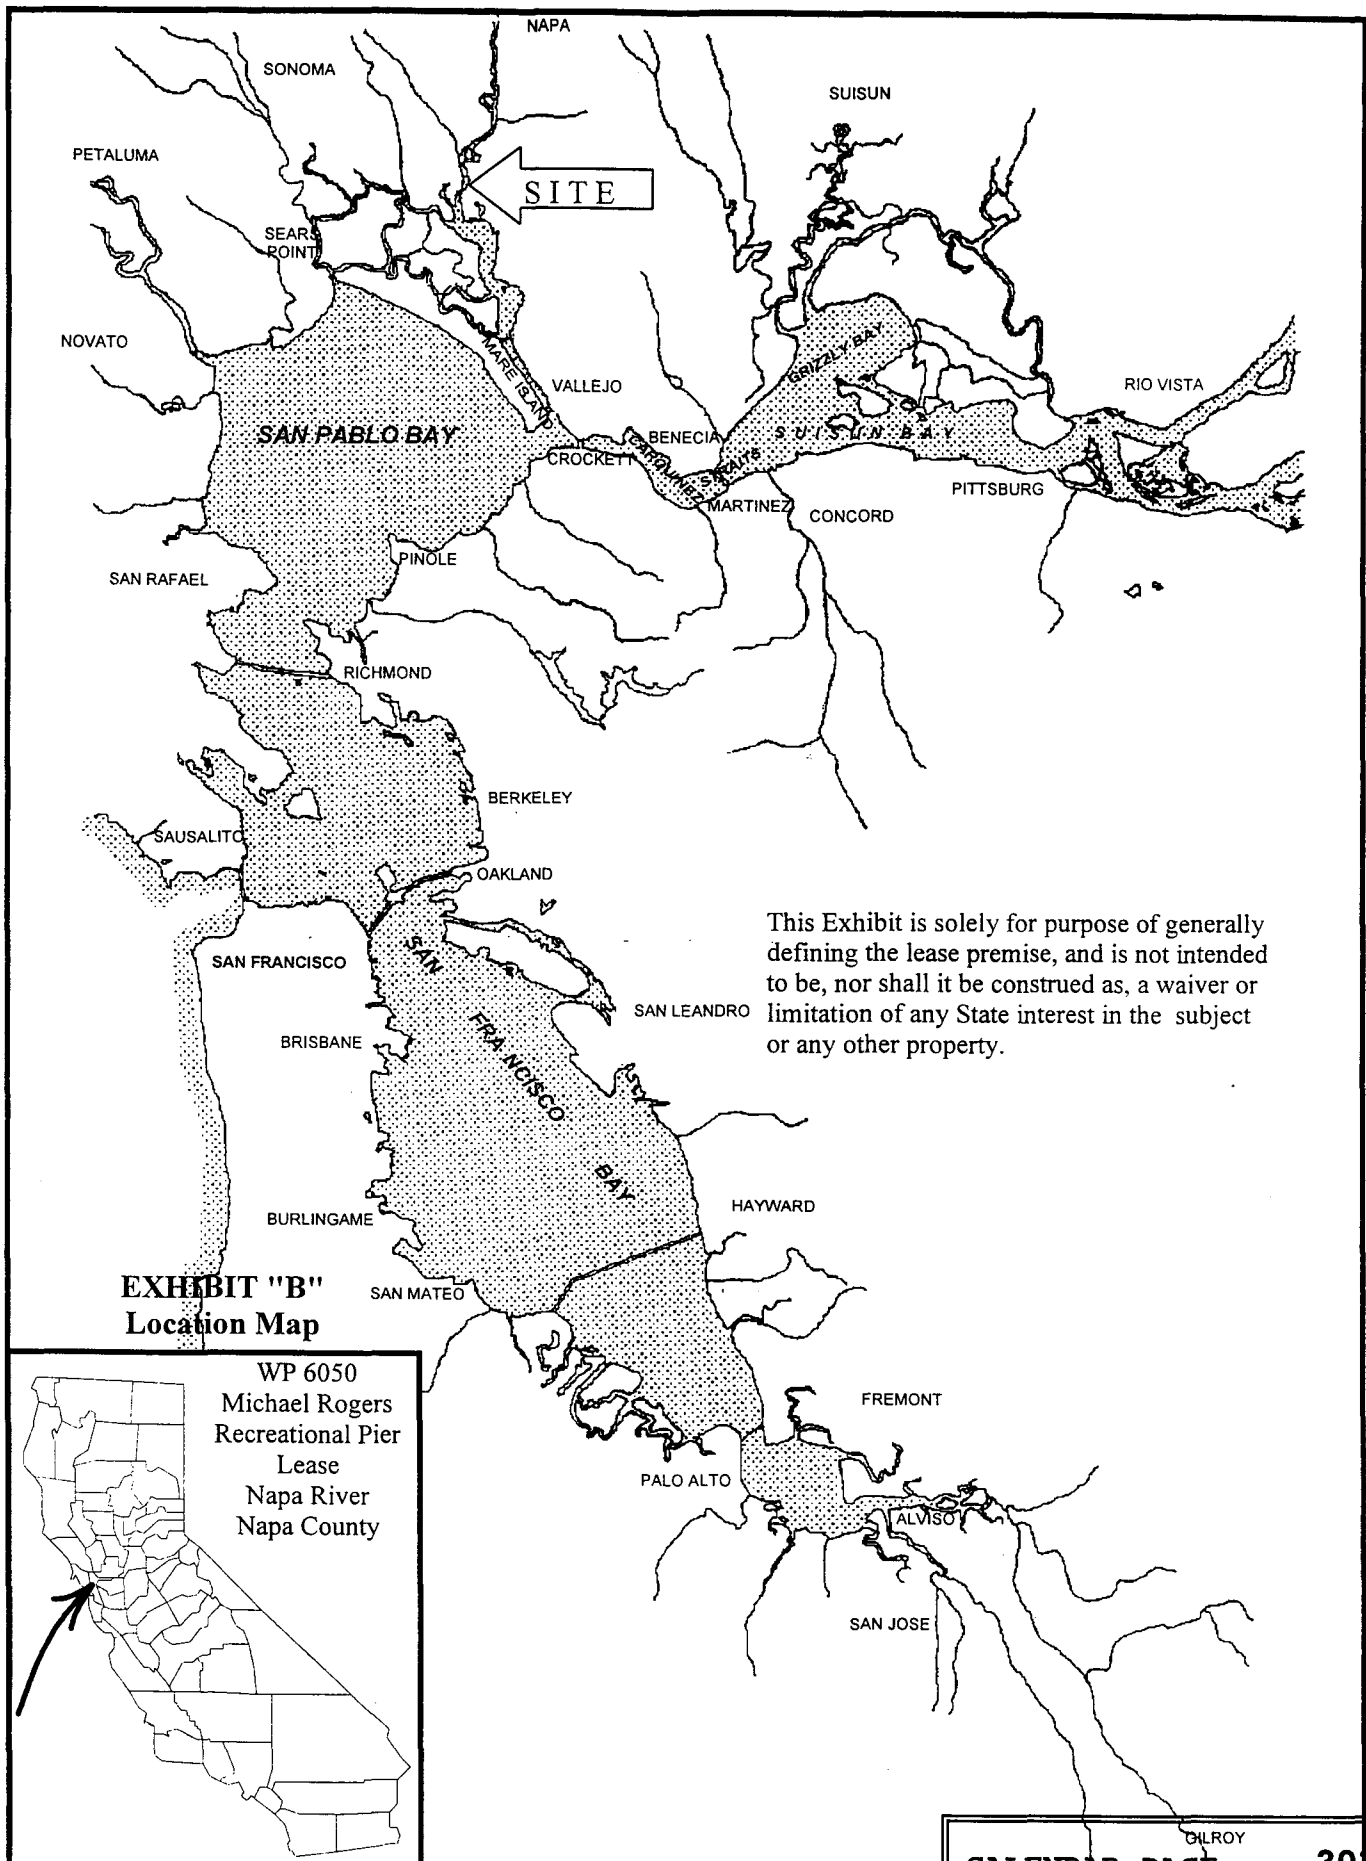 NAPA
SONOMA
SUISUN
PETALUMA
SITE
SEARS
POINT
GRIZZLY BAY
NOVATO
MARE ISLAND
VALLEJO
RIO VISTA
SAN PABLO BAY
BENECIA
SUISUN BAY
CROCKETT
CARQUINEZ
STRAITS
PITTSBURG
MARTINEZ
CONCORD
PINOLE
SAN RAFAEL
RICHMOND
BERKELEY
SAUSALITO
OAKLAND
This Exhibit is solely for purpose of generally
defining the lease premise, and is not intended
to be, nor shall it be construed as, a waiver or
limitation of any State interest in the subject
or any other property.
SAN FRANCISCO
SAN
FRANCISCO
BAY
SAN LEANDRO
BRISBANE
HAYWARD
BURLINGAME
SAN MATEO
EXHIBIT "B"
Location Map
WP 6050
Michael Rogers
Recreational Pier
Lease
Napa River
Napa County
FREMONT
PALO ALTO
ALVISO
SAN JOSE
GILROY